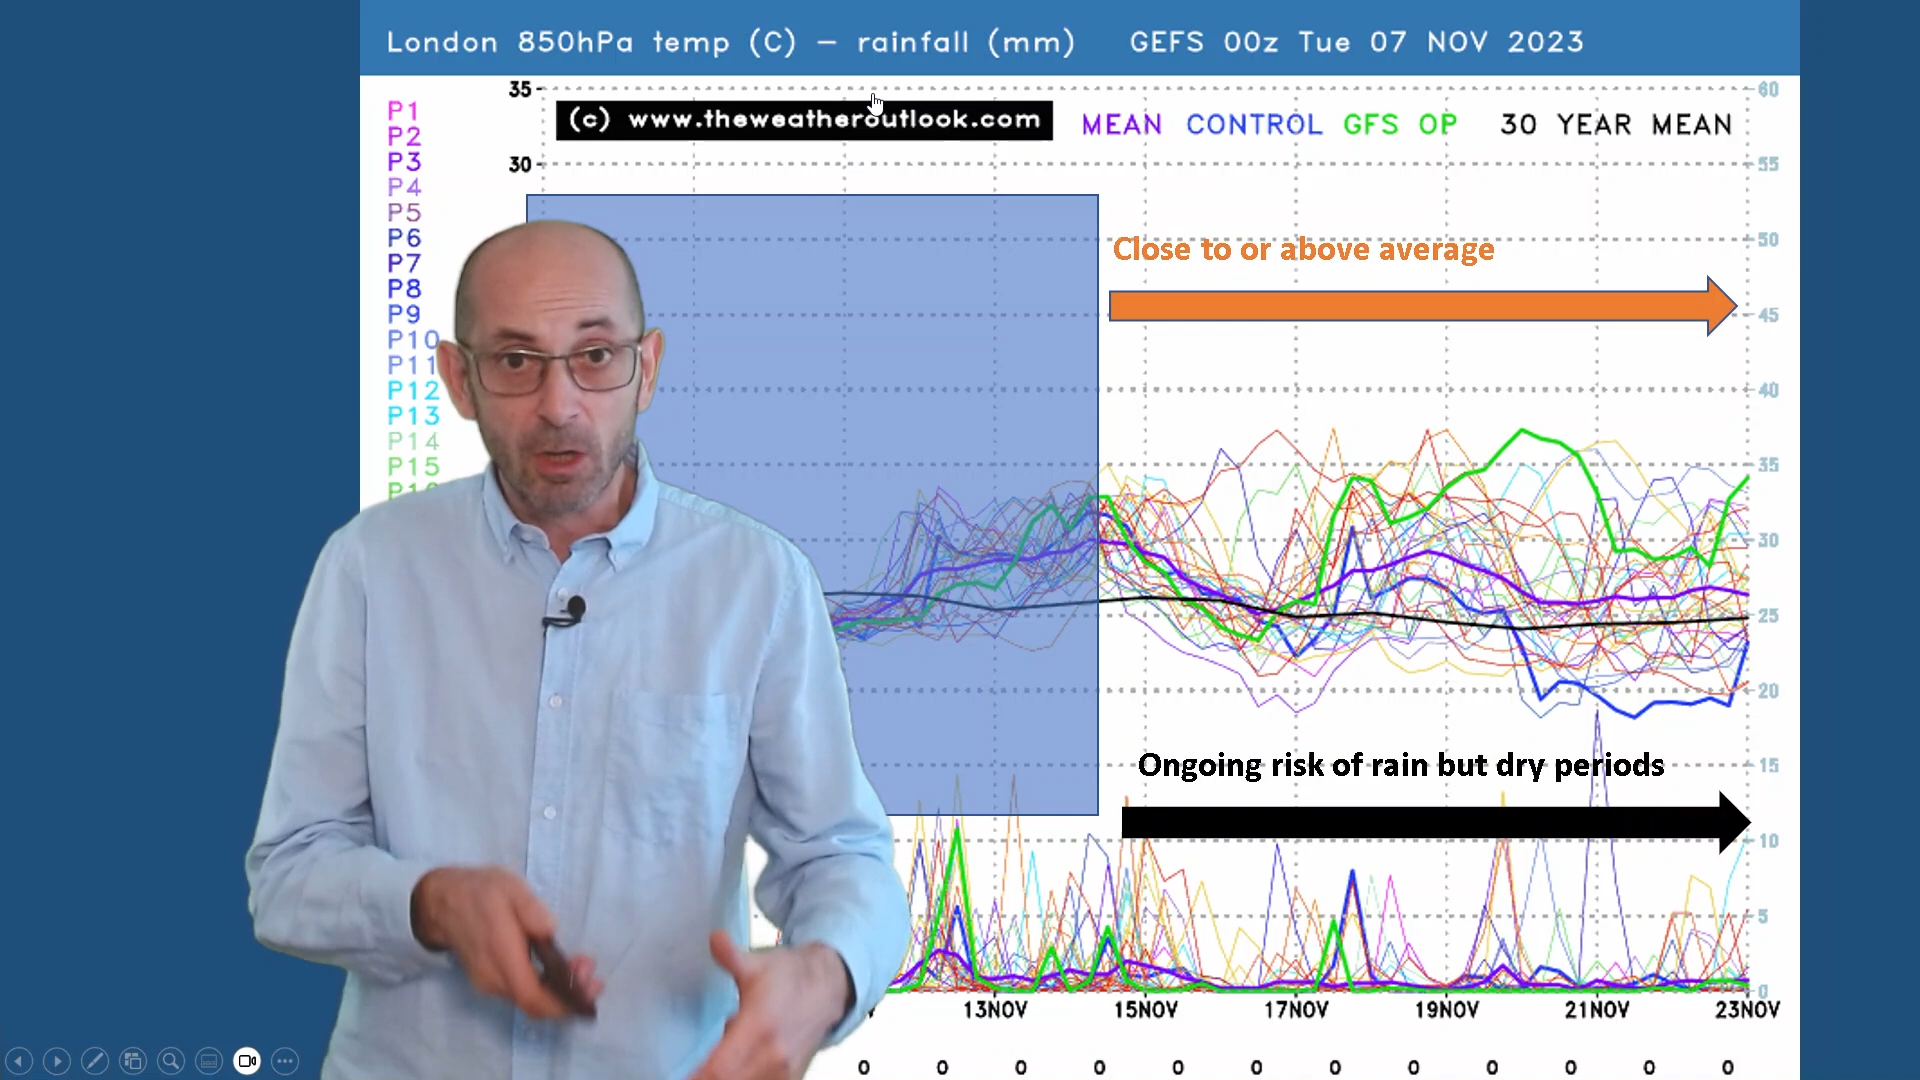 London 850hPa temp (C) – rainfall (mm) GEFS 00z Tue 07 NOV 2023
35 60
(c) www.theweatheroutlook.com MEAN CONTROL GFS OP 30 YEAR MEAN
P1
P2
P3
30 55
P4
P5
P6
50
Close to or above average
P7
P8
P9
45
P10
P11
P12
40
P13
P14
P15
35
30
25
20
Ongoing risk of rain but dry periods
15
10
5
0
13NOV 15NOV 17NOV 19NOV 21NOV 23NOV
0 0 0 0 0 0 0 0 0 0 0 0